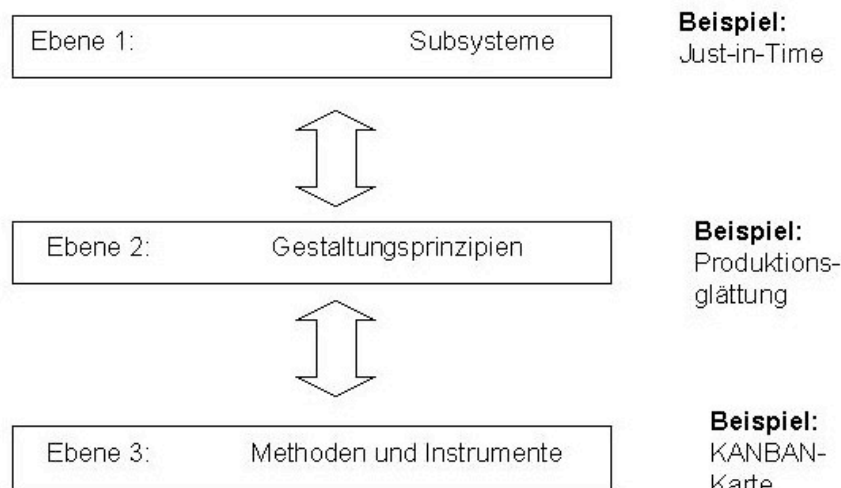 Ebene 1: Subsysteme
Beispiel:
Just-in-Time
Ebene 2: Gestaltungsprinzipien
Beispiel:
Produktions-
glättung
Ebene 3: Methoden und Instrumente
Beispiel:
KANBAN-
Karte